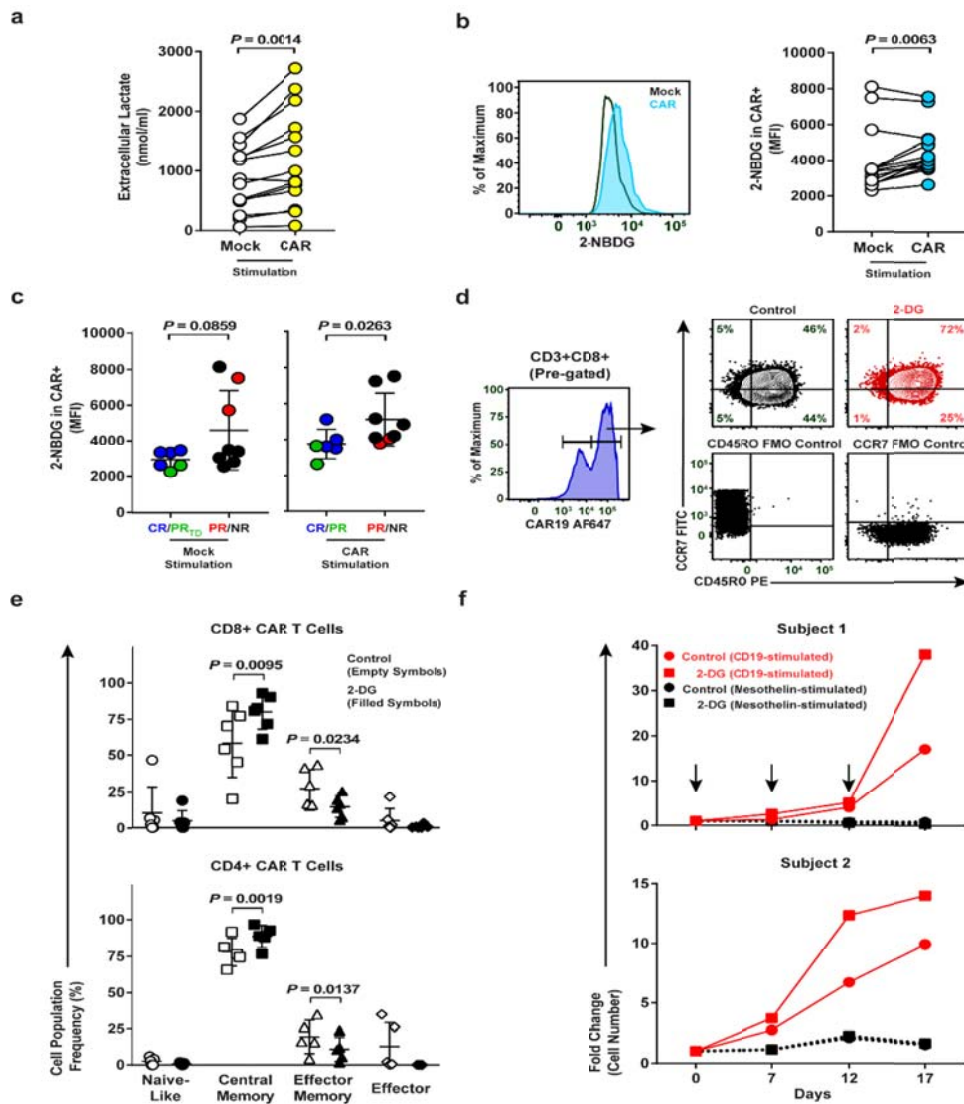 a
P = 0.0014
3000
2000
1000
0
Extracellular Lactate
(nmol/ml)
Mock CAR
Stimulation
b
Mock
CAR
100
80
60
40
20
0
% of Maximum
0 10³ 10⁴ 10⁵
2-NBDG
P = 0.0063
10000
8000
6000
4000
2000
0
2-NBDG in CAR+
(MFI)
Mock CAR
Stimulation
c
P = 0.0859
P = 0.0263
10000
8000
6000
4000
2000
0
2-NBDG in CAR+
(MFI)
CR/PRTD PR/NR
Mock
Stimulation
CR/PR PR/NR
CAR
Stimulation
d
CD3+CD8+
(Pre-gated)
100
75
50
25
0
% of Maximum
0 10³ 10⁴ 10⁵
CAR19 AF647
Control
5% 46%
5% 44%
2-DG
2% 72%
1% 25%
CD45RO FMO Control
CCR7 FMO Control
10⁵
10⁴
10³
0
0 10⁴ 10⁵
0 10⁴ 10⁵
CCR7 FITC
CD45RO PE
e
CD8+ CAR T Cells
Control
(Empty Symbols)
2-DG
(Filled Symbols)
P = 0.0095
P = 0.0234
100
75
50
25
0
CD4+ CAR T Cells
P = 0.0019
P = 0.0137
100
75
50
25
0
Cell Population
Frequency (%)
Naive-
Like
Central
Memory
Effector
Memory
Effector
f
Subject 1
Control (CD19-stimulated)
2-DG (CD19-stimulated)
Control (Nesothelin-stimulated)
2-DG (Nesothelin-stimulated)
40
30
20
10
0
Subject 2
15
10
5
0
Fold Change
(Cell Number)
0 7 12 17
Days